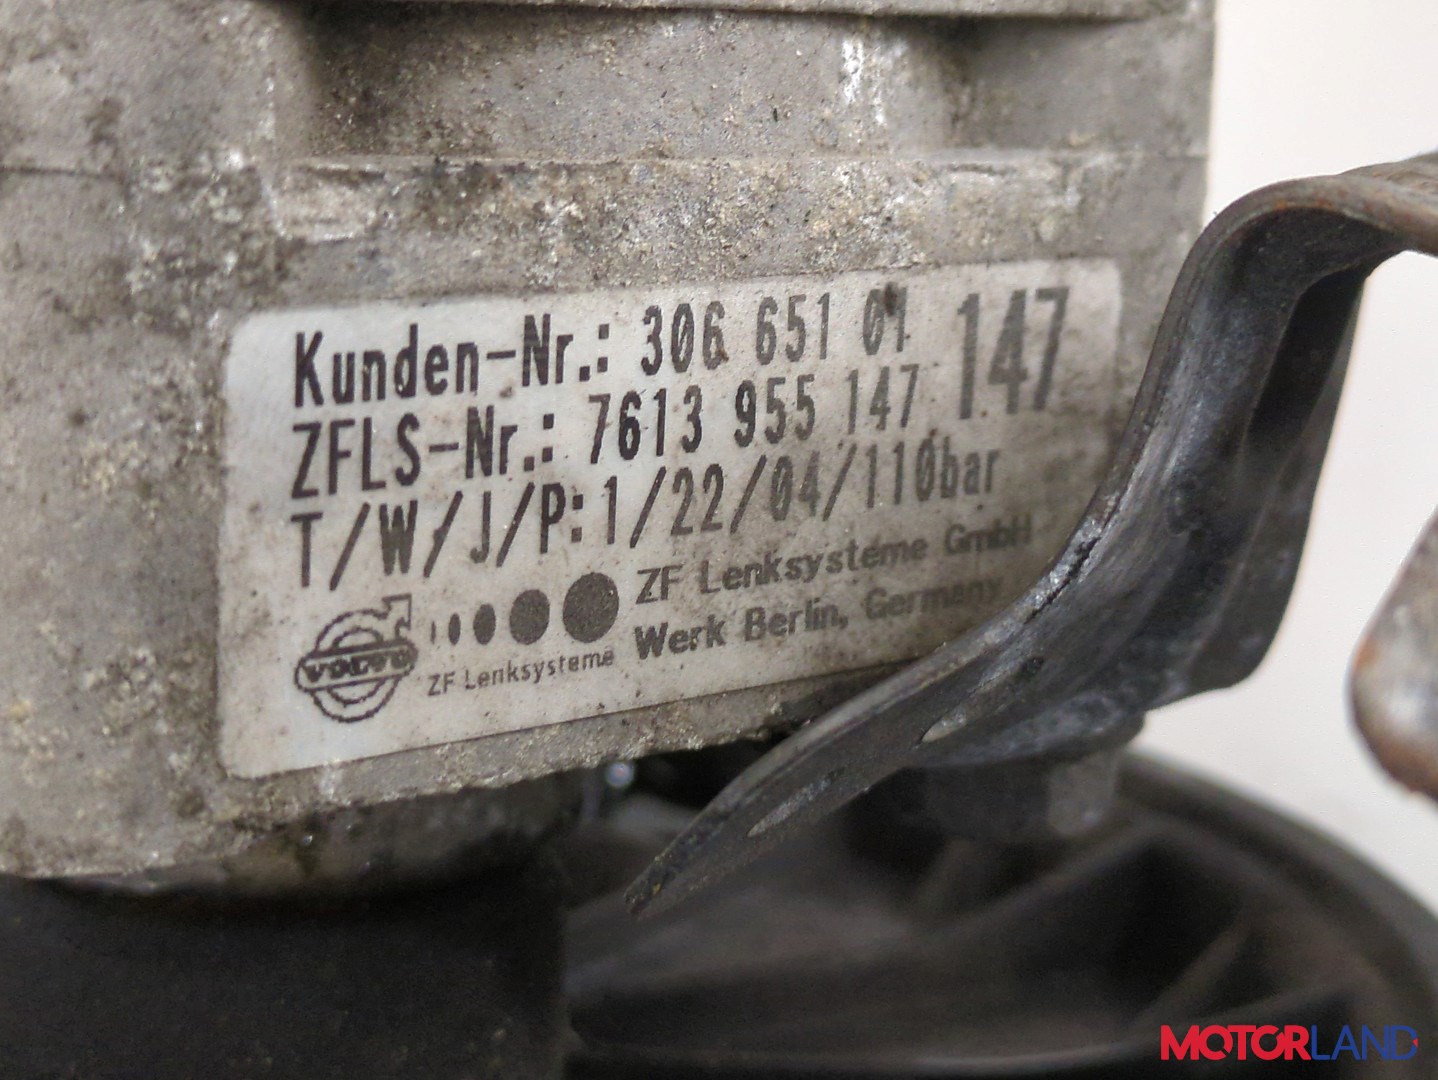 Kunden-Nr.: 306 651 01 147
ZFLS-Nr.: 7613 955 147
T/W/J/P: 1/22/04/110bar
ZF Lenksysteme GmbH
Werk Berlin, Germany
VOLVO
ZF Lenksysteme
MOTORLAND